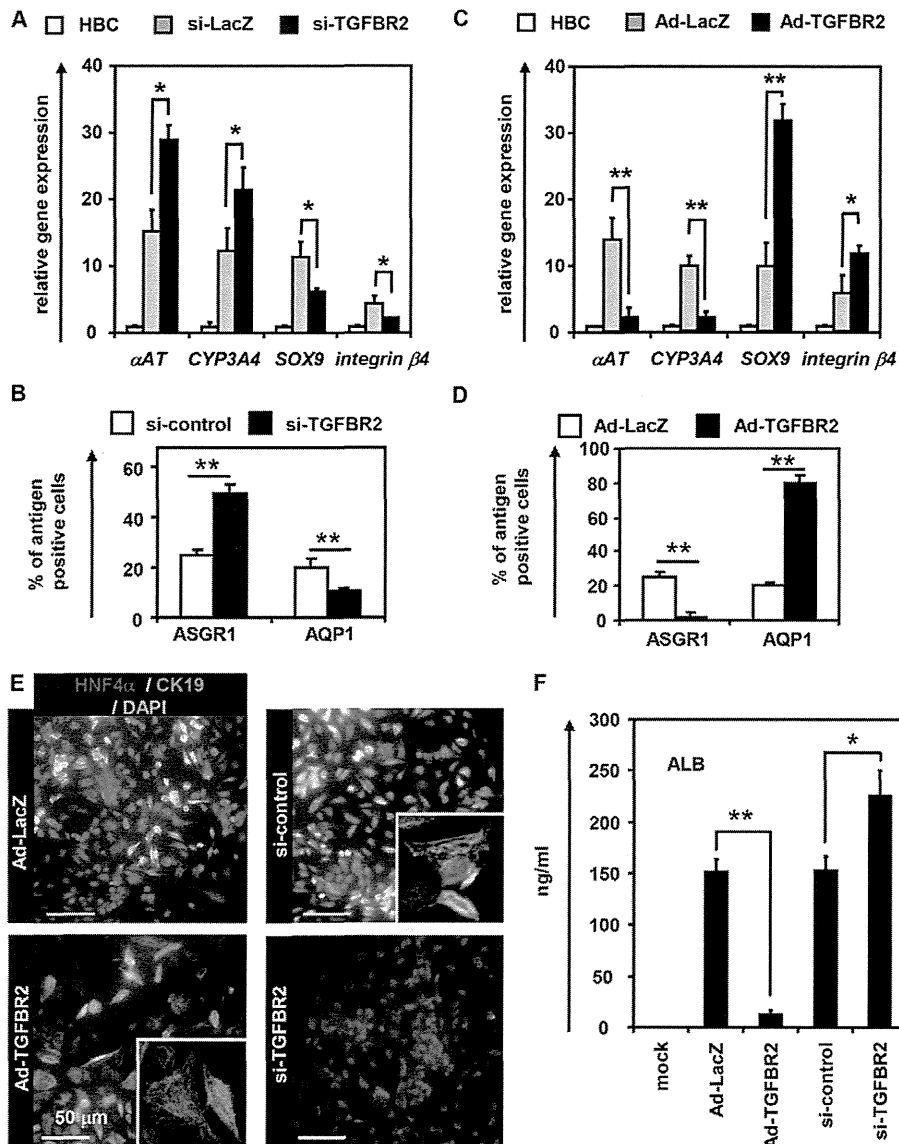 A
HBC si-LacZ si-TGFBR2
relative gene expression
40
30
20
10
0
* * * *
αAT CYP3A4 SOX9 integrin β4
C
HBC Ad-LacZ Ad-TGFBR2
relative gene expression
40
30
20
10
0
** ** ** *
αAT CYP3A4 SOX9 integrin β4
B
si-control si-TGFBR2
% of antigen
positive cells
60
40
20
0
** **
ASGR1 AQP1
D
Ad-LacZ Ad-TGFBR2
% of antigen
positive cells
100
80
60
40
20
0
** **
ASGR1 AQP1
E
HNF4α / CK19
/ DAPI
Ad-LacZ
si-control
Ad-TGFBR2
50 μm
si-TGFBR2
F
ALB
ng/ml
300
250
200
150
100
50
0
** *
mock
Ad-LacZ
Ad-TGFBR2
si-control
si-TGFBR2